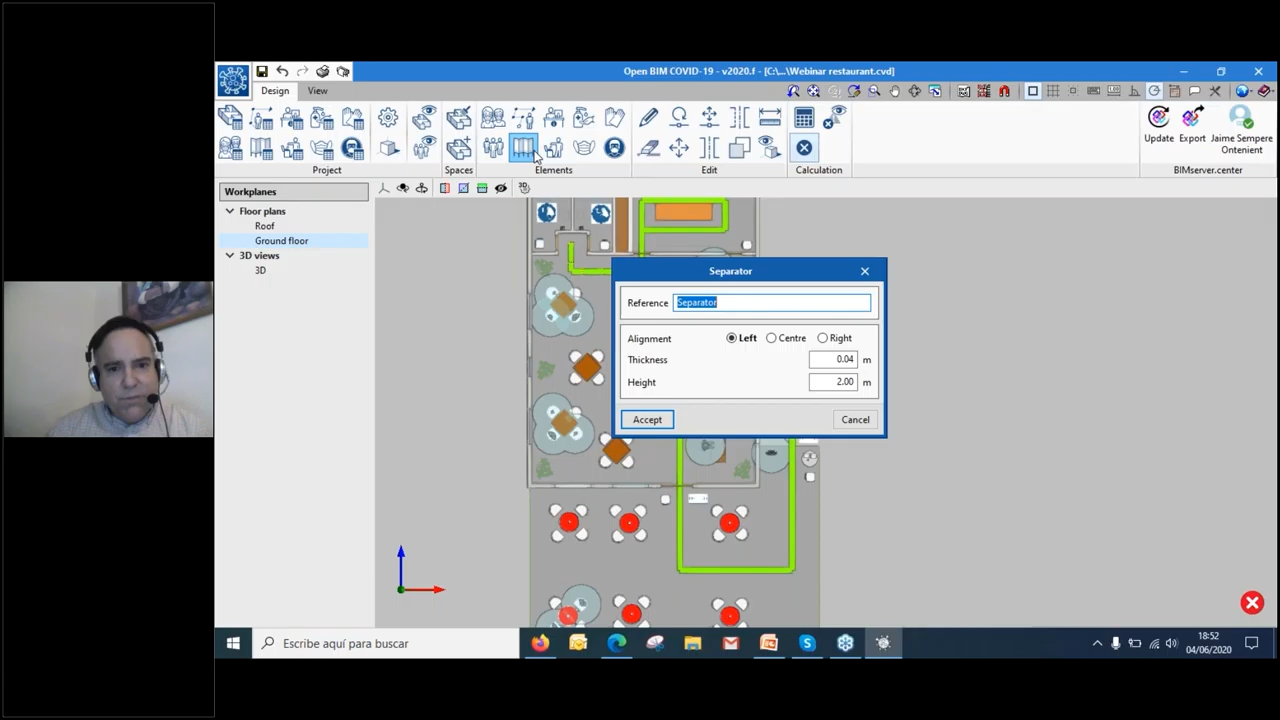 Open BIM COVID-19 - v2020.f - [C:\...\Webinar restaurant.cvd]
Design
View
Update
Export
Jaime Sempere
Ontenient
Project
Spaces
Elements
Edit
Calculation
BIMserver.center
Workplanes
Floor plans
Roof
Ground floor
3D views
3D
Separator
Reference
Separator
Alignment
Left
Centre
Right
Thickness
0.04
m
Height
2.00
m
Accept
Cancel
Escribe aquí para buscar
18:52
04/06/2020